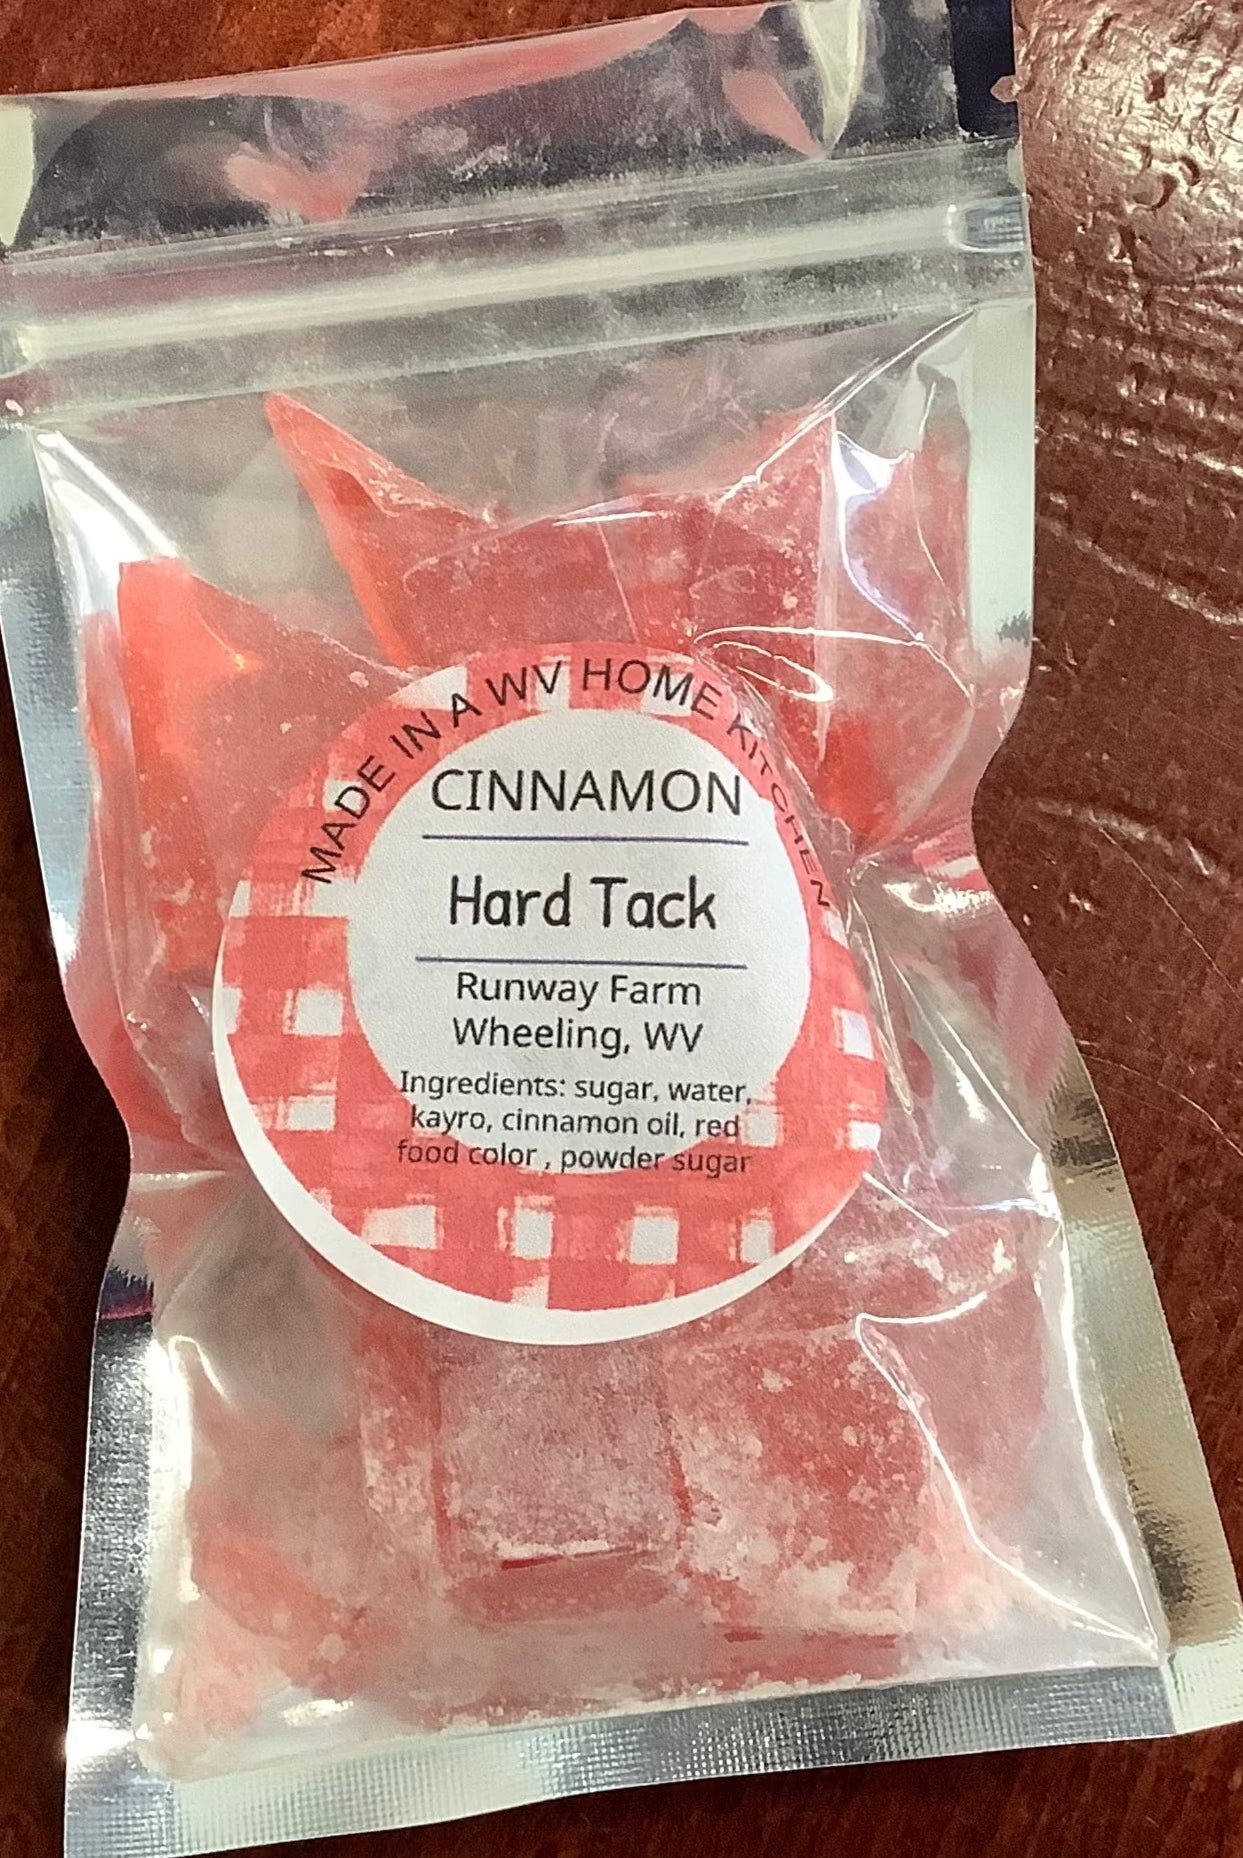 MADE IN A WV HOME KITCHEN
CINNAMON
Hard Tack
Runway Farm
Wheeling, WV
Ingredients: sugar, water,
kayro, cinnamon oil, red
food color , powder sugar